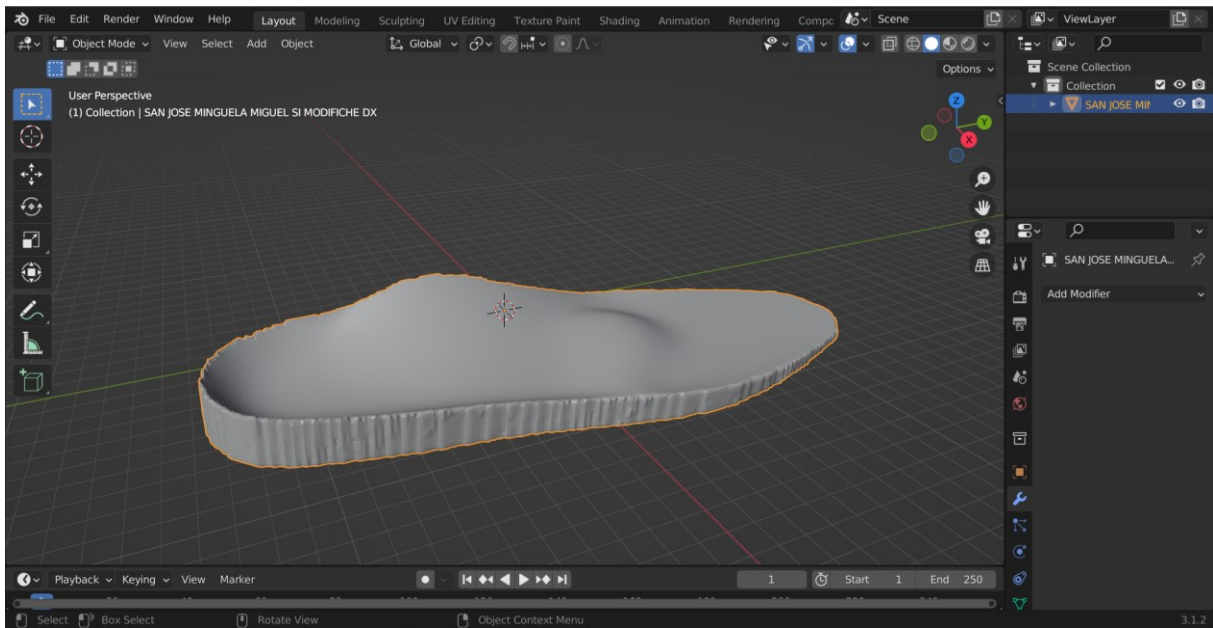 File Edit Render Window Help Layout Modeling Sculpting UV Editing Texture Paint Shading Animation Rendering Compc Scene ViewLayer
Object Mode View Select Add Object Global
Options
User Perspective
(1) Collection | SAN JOSE MINGUELA MIGUEL SI MODIFICHE DX
Z
Y
X
Scene Collection
Collection
SAN JOSE MIN
SAN JOSE MINGUELA...
Add Modifier
Playback Keying View Marker 1 Start 1 End 250
Select Box Select Rotate View Object Context Menu 3.1.2